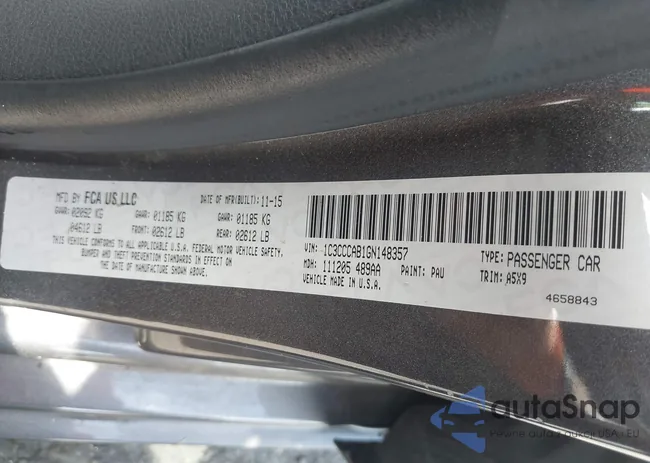 MFD BY FCA US LLC DATE OF MFR(BUILT): 11-15
GVWR: 02092 KG GAWR: 01185 KG GAWR: 01185 KG
04612 LB FRONT: 02612 LB REAR: 02612 LB
THIS VEHICLE CONFORMS TO ALL APPLICABLE U.S.A. FEDERAL MOTOR VEHICLE SAFETY,
BUMPER AND THEFT PREVENTION STANDARDS IN EFFECT ON
THE DATE OF MANUFACTURE SHOWN ABOVE.
VIN: 1C3CCCAB1GN148357 TYPE: PASSENGER CAR
MDH: 111205 489AA PAINT: PAU TRIM: A5X9
VEHICLE MADE IN U.S.A.
4658843
autoSnap